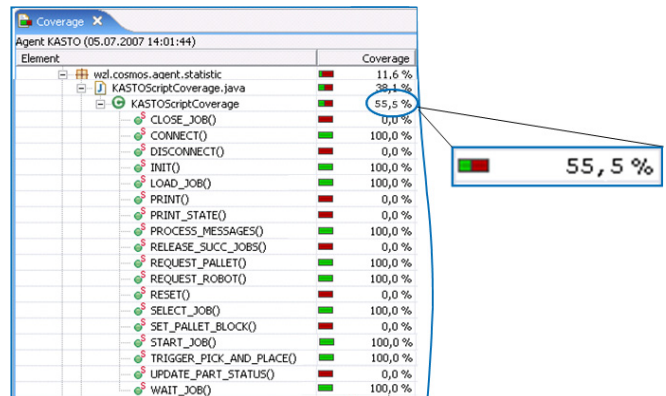 Coverage
Agent KASTO (05.07.2007 14:01:44)
Element Coverage
wzl.cosmos.agent.statistic 11,6 %
KASTOScriptCoverage.java 38,1 %
KASTOScriptCoverage 55,5 %
CLOSE_JOB() 0,0 %
CONNECT() 100,0 %
55,5 %
DISCONNECT() 0,0 %
INIT() 100,0 %
LOAD_JOB() 100,0 %
PRINT() 0,0 %
PRINT_STATE() 0,0 %
PROCESS_MESSAGES() 100,0 %
RELEASE_SUCC_JOBS() 0,0 %
REQUEST_PALLET() 100,0 %
REQUEST_ROBOT() 100,0 %
RESET() 0,0 %
SELECT_JOB() 100,0 %
SET_PALLET_BLOCK() 0,0 %
START_JOB() 100,0 %
TRIGGER_PICK_AND_PLACE() 100,0 %
UPDATE_PART_STATUS() 0,0 %
WAIT_JOB() 100,0 %